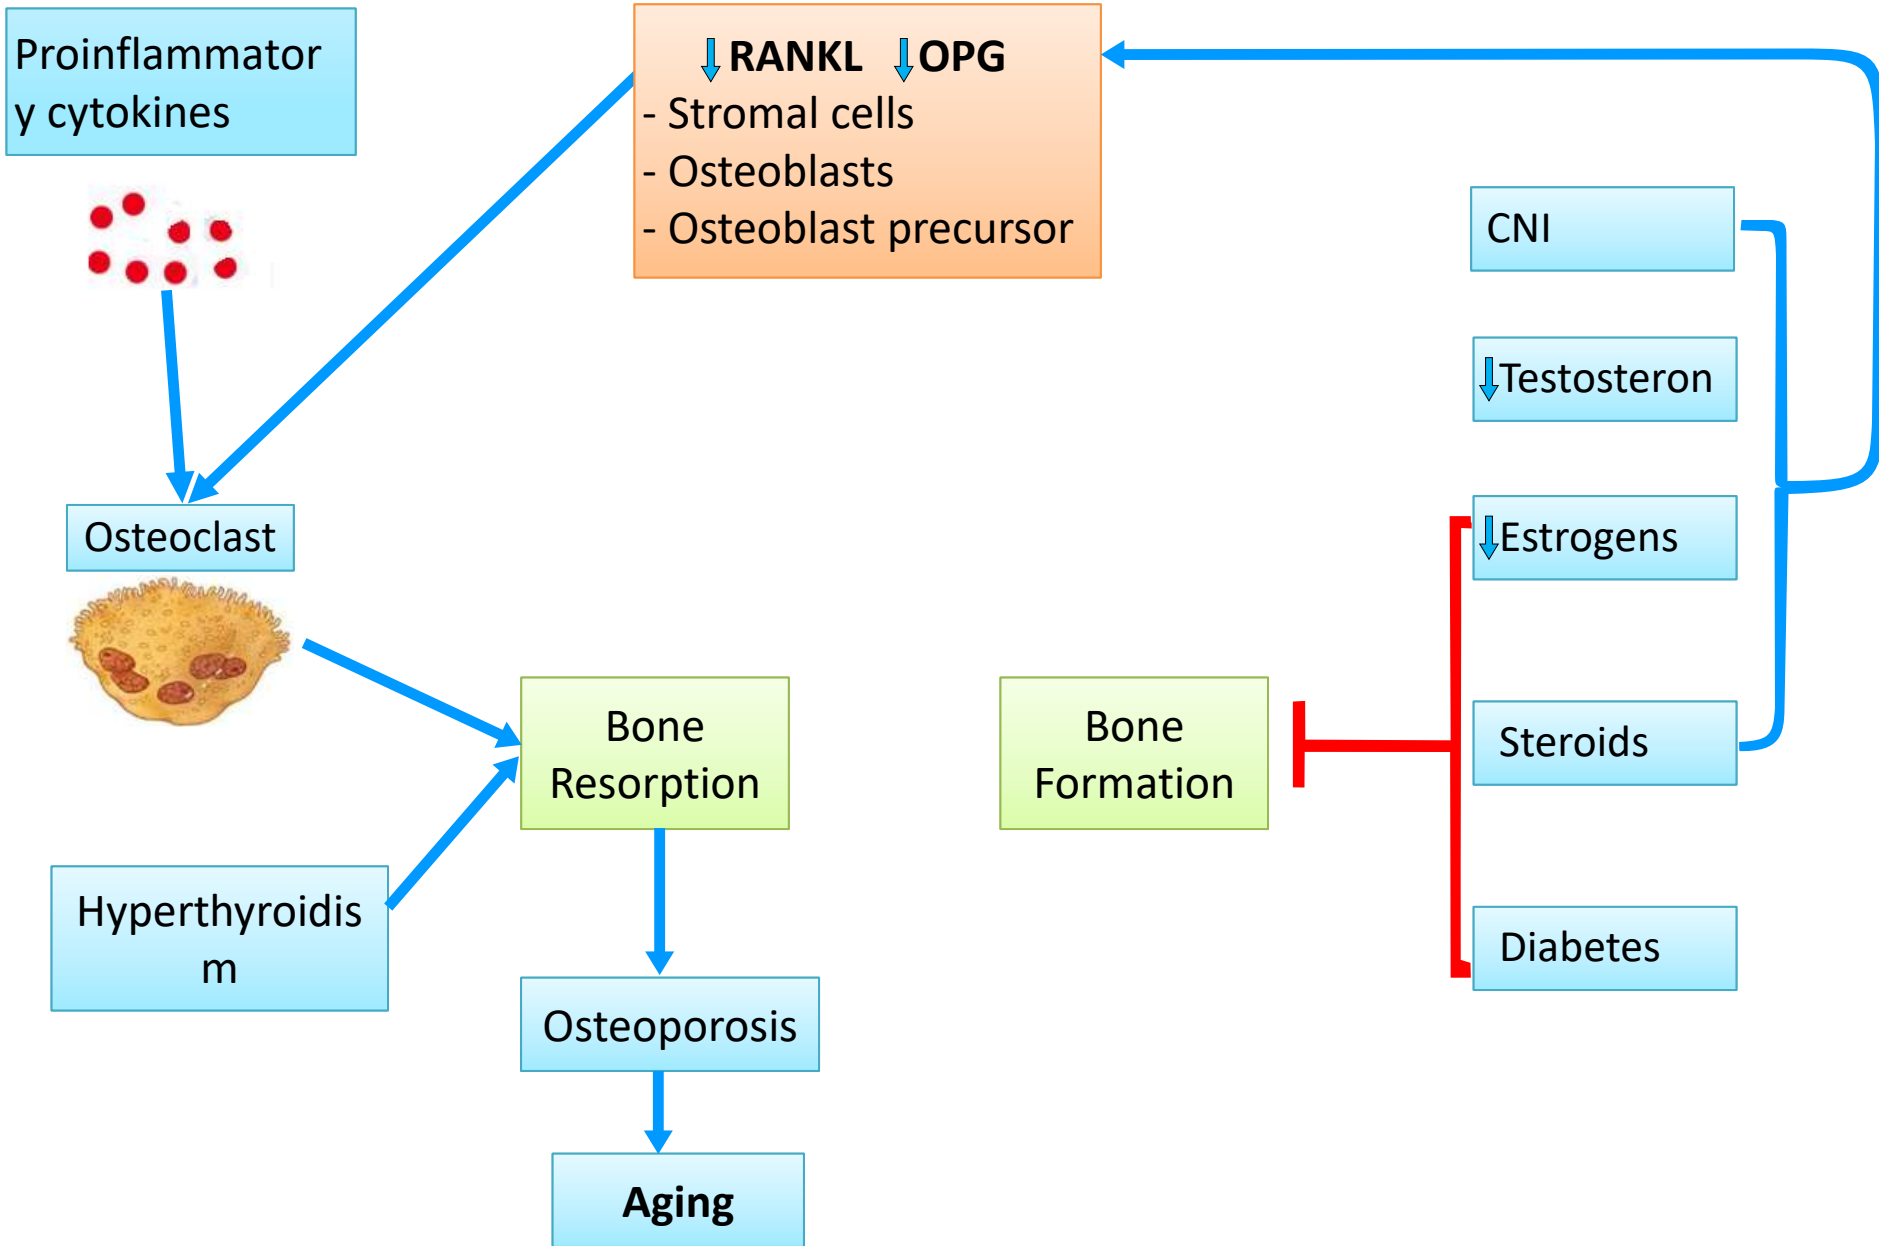 Proinflammator
y cytokines
↓ RANKL ↓ OPG
- Stromal cells
- Osteoblasts
- Osteoblast precursor
CNI
↓Testosteron
↓Estrogens
Steroids
Diabetes
Osteoclast
Bone
Resorption
Bone
Formation
Hyperthyroidis
m
Osteoporosis
Aging